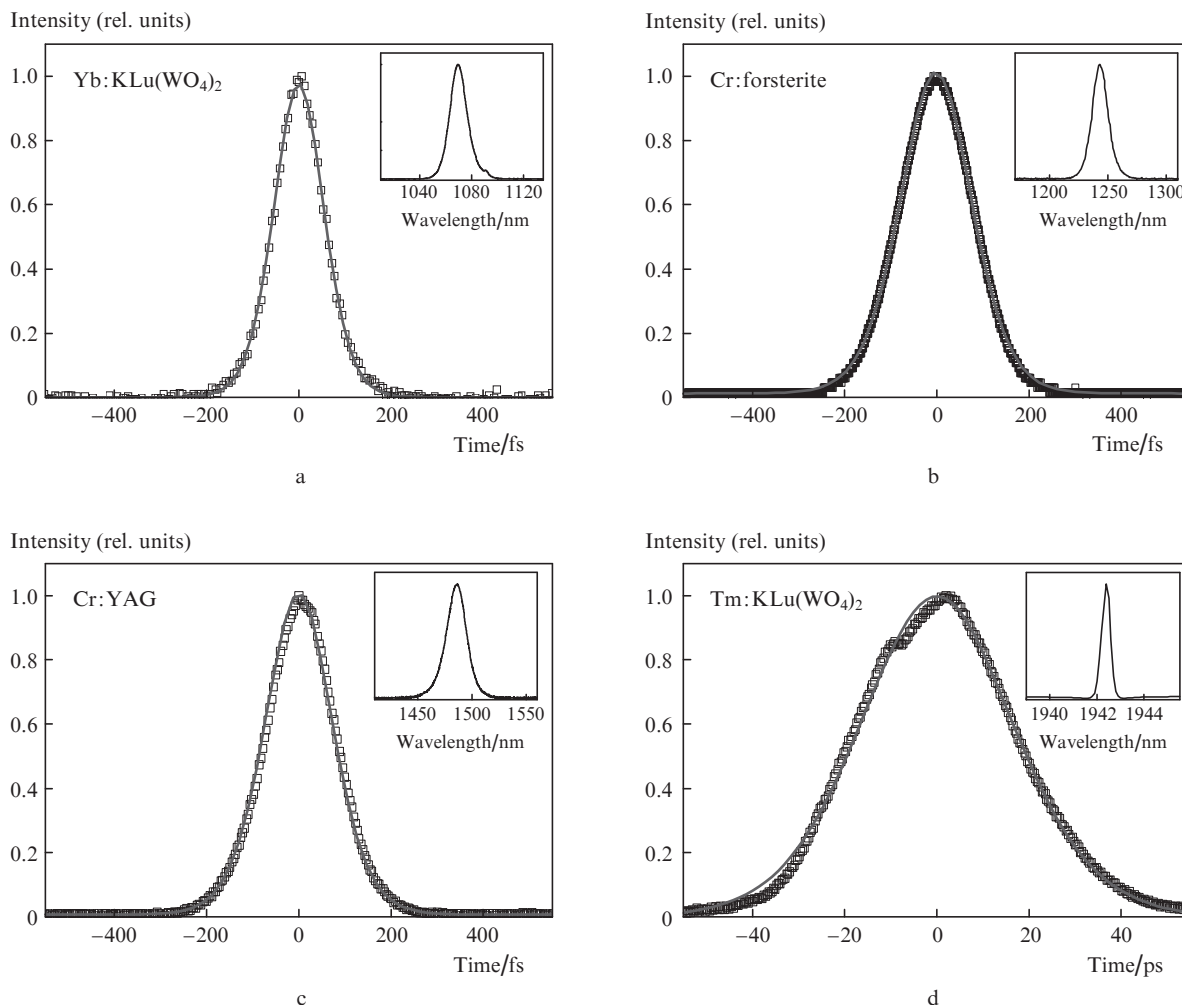 Intensity (rel. units)
Yb:KLu(WO₄)₂
1.0
0.8
0.6
0.4
0.2
0
−400 −200 0 200 400
Time/fs
1040 1080 1120
Wavelength/nm
a
Intensity (rel. units)
Cr:forsterite
1.0
0.8
0.6
0.4
0.2
0
−400 −200 0 200 400
Time/fs
1200 1250 1300
Wavelength/nm
b
Intensity (rel. units)
Cr:YAG
1.0
0.8
0.6
0.4
0.2
0
−400 −200 0 200 400
Time/fs
1450 1500 1550
Wavelength/nm
c
Intensity (rel. units)
Tm:KLu(WO₄)₂
1.0
0.8
0.6
0.4
0.2
0
−40 −20 0 20 40
Time/ps
1940 1942 1944
Wavelength/nm
d